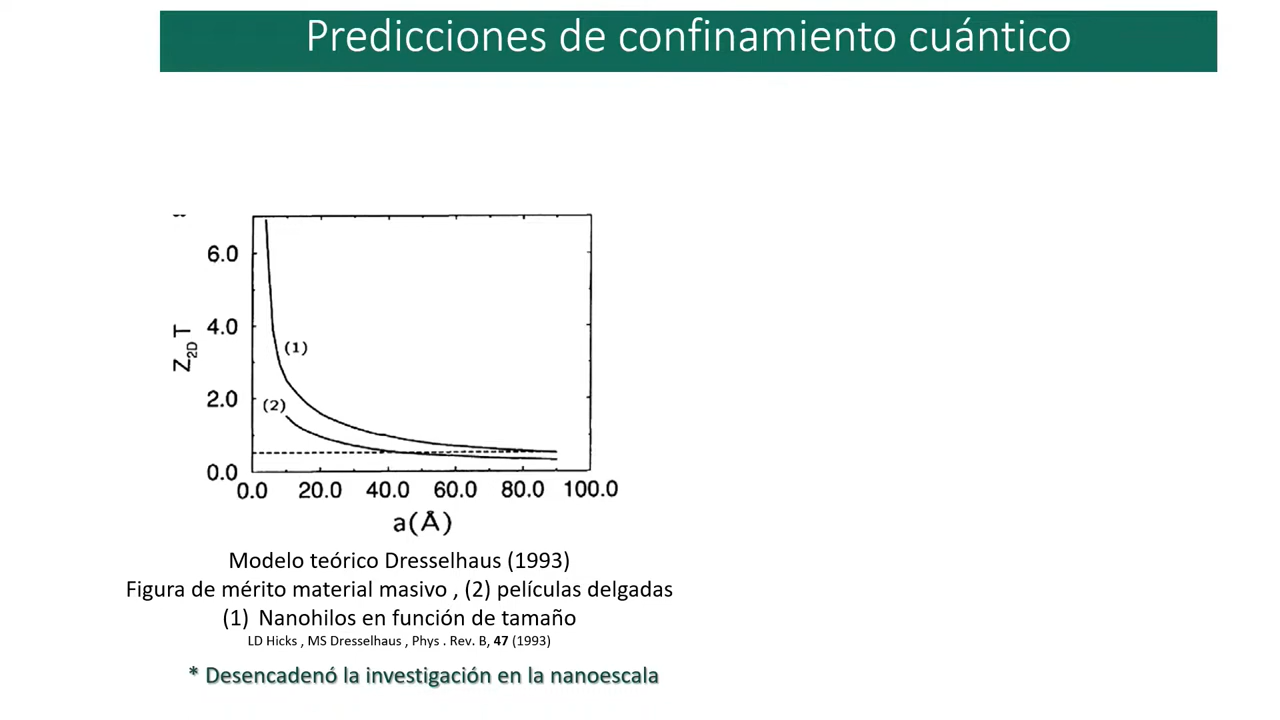 Predicciones de confinamiento cuántico
6.0
4.0
2.0
0.0
Z2D T
(1)
(2)
0.0 20.0 40.0 60.0 80.0 100.0
a(Å)
Modelo teórico Dresselhaus (1993)
Figura de mérito material masivo , (2) películas delgadas
(1) Nanohilos en función de tamaño
LD Hicks , MS Dresselhaus , Phys . Rev. B, 47 (1993)
* Desencadenó la investigación en la nanoescala